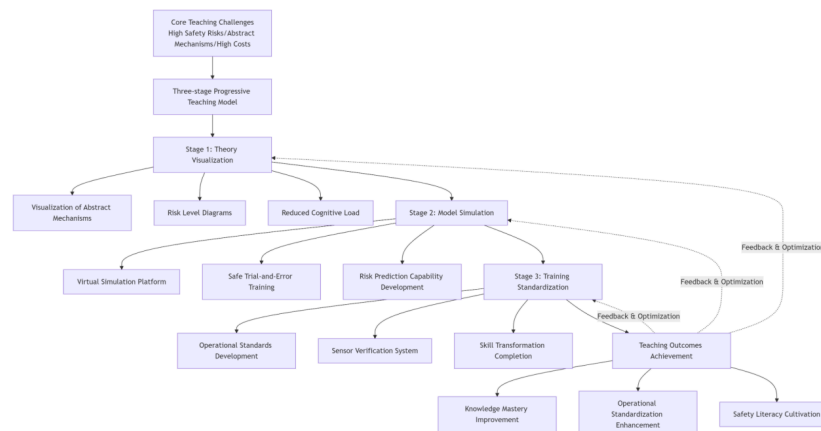 Core Teaching Challenges
High Safety Risks/Abstract
Mechanisms/High Costs
Three-stage Progressive
Teaching Model
Stage 1: Theory
Visualization
Visualization of Abstract
Mechanisms
Risk Level Diagrams
Reduced Cognitive Load
Stage 2: Model Simulation
Feedback & Optimization
Virtual Simulation Platform
Safe Trial-and-Error
Training
Risk Prediction Capability
Development
Stage 3: Training
Standardization
Feedback & Optimization
Feedback & Optimization
Operational Standards
Development
Sensor Verification System
Skill Transformation
Completion
Teaching Outcomes
Achievement
Knowledge Mastery
Improvement
Operational
Standardization
Enhancement
Safety Literacy Cultivation